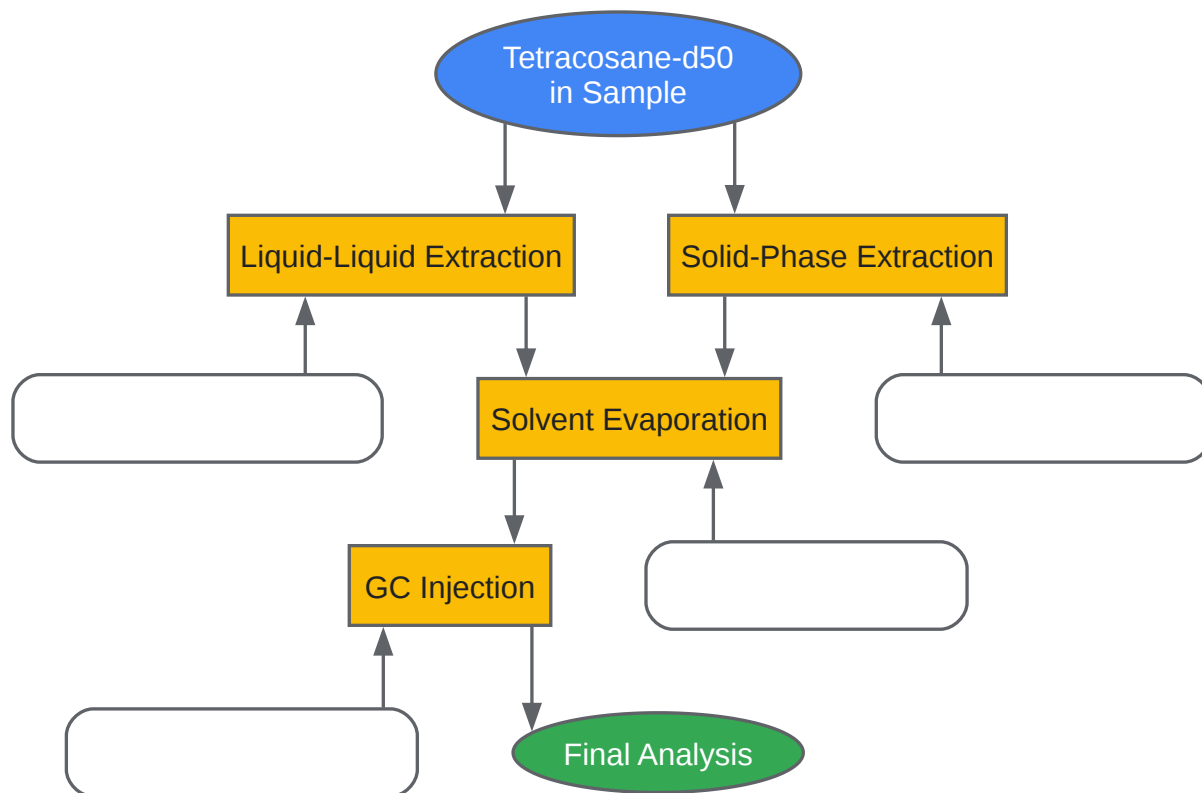 Tetracosane-d50
in Sample
Liquid-Liquid Extraction
Solid-Phase Extraction
Solvent Evaporation
GC Injection
Final Analysis